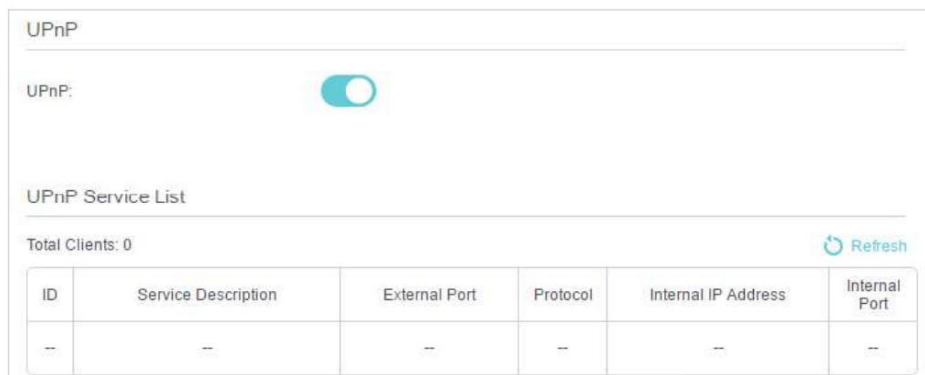 UPnP
UPnP:
UPnP Service List
Total Clients: 0
Refresh
ID Service Description External Port Protocol Internal IP Address Internal Port
-- -- -- -- -- --